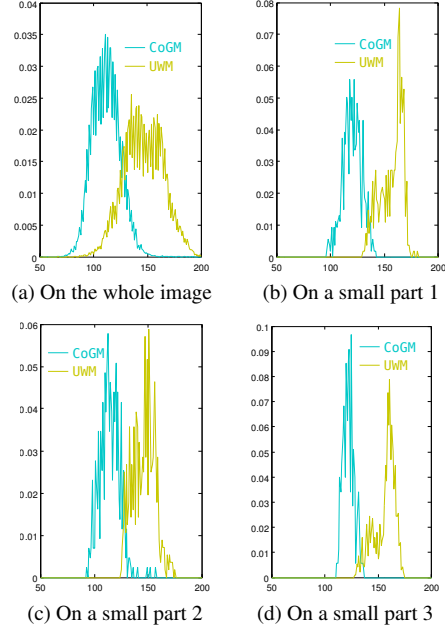 0.04
0.035
0.03
0.025
0.02
0.015
0.01
0.005
0
50 100 150 200
CoGM
UWM
(a) On the whole image
0.08
0.07
0.06
0.05
0.04
0.03
0.02
0.01
0
50 100 150 200
CoGM
UWM
(b) On a small part 1
0.06
0.05
0.04
0.03
0.02
0.01
0
50 100 150 200
CoGM
UWM
(c) On a small part 2
0.1
0.09
0.08
0.07
0.06
0.05
0.04
0.03
0.02
0.01
0
50 100 150 200
CoGM
UWM
(d) On a small part 3